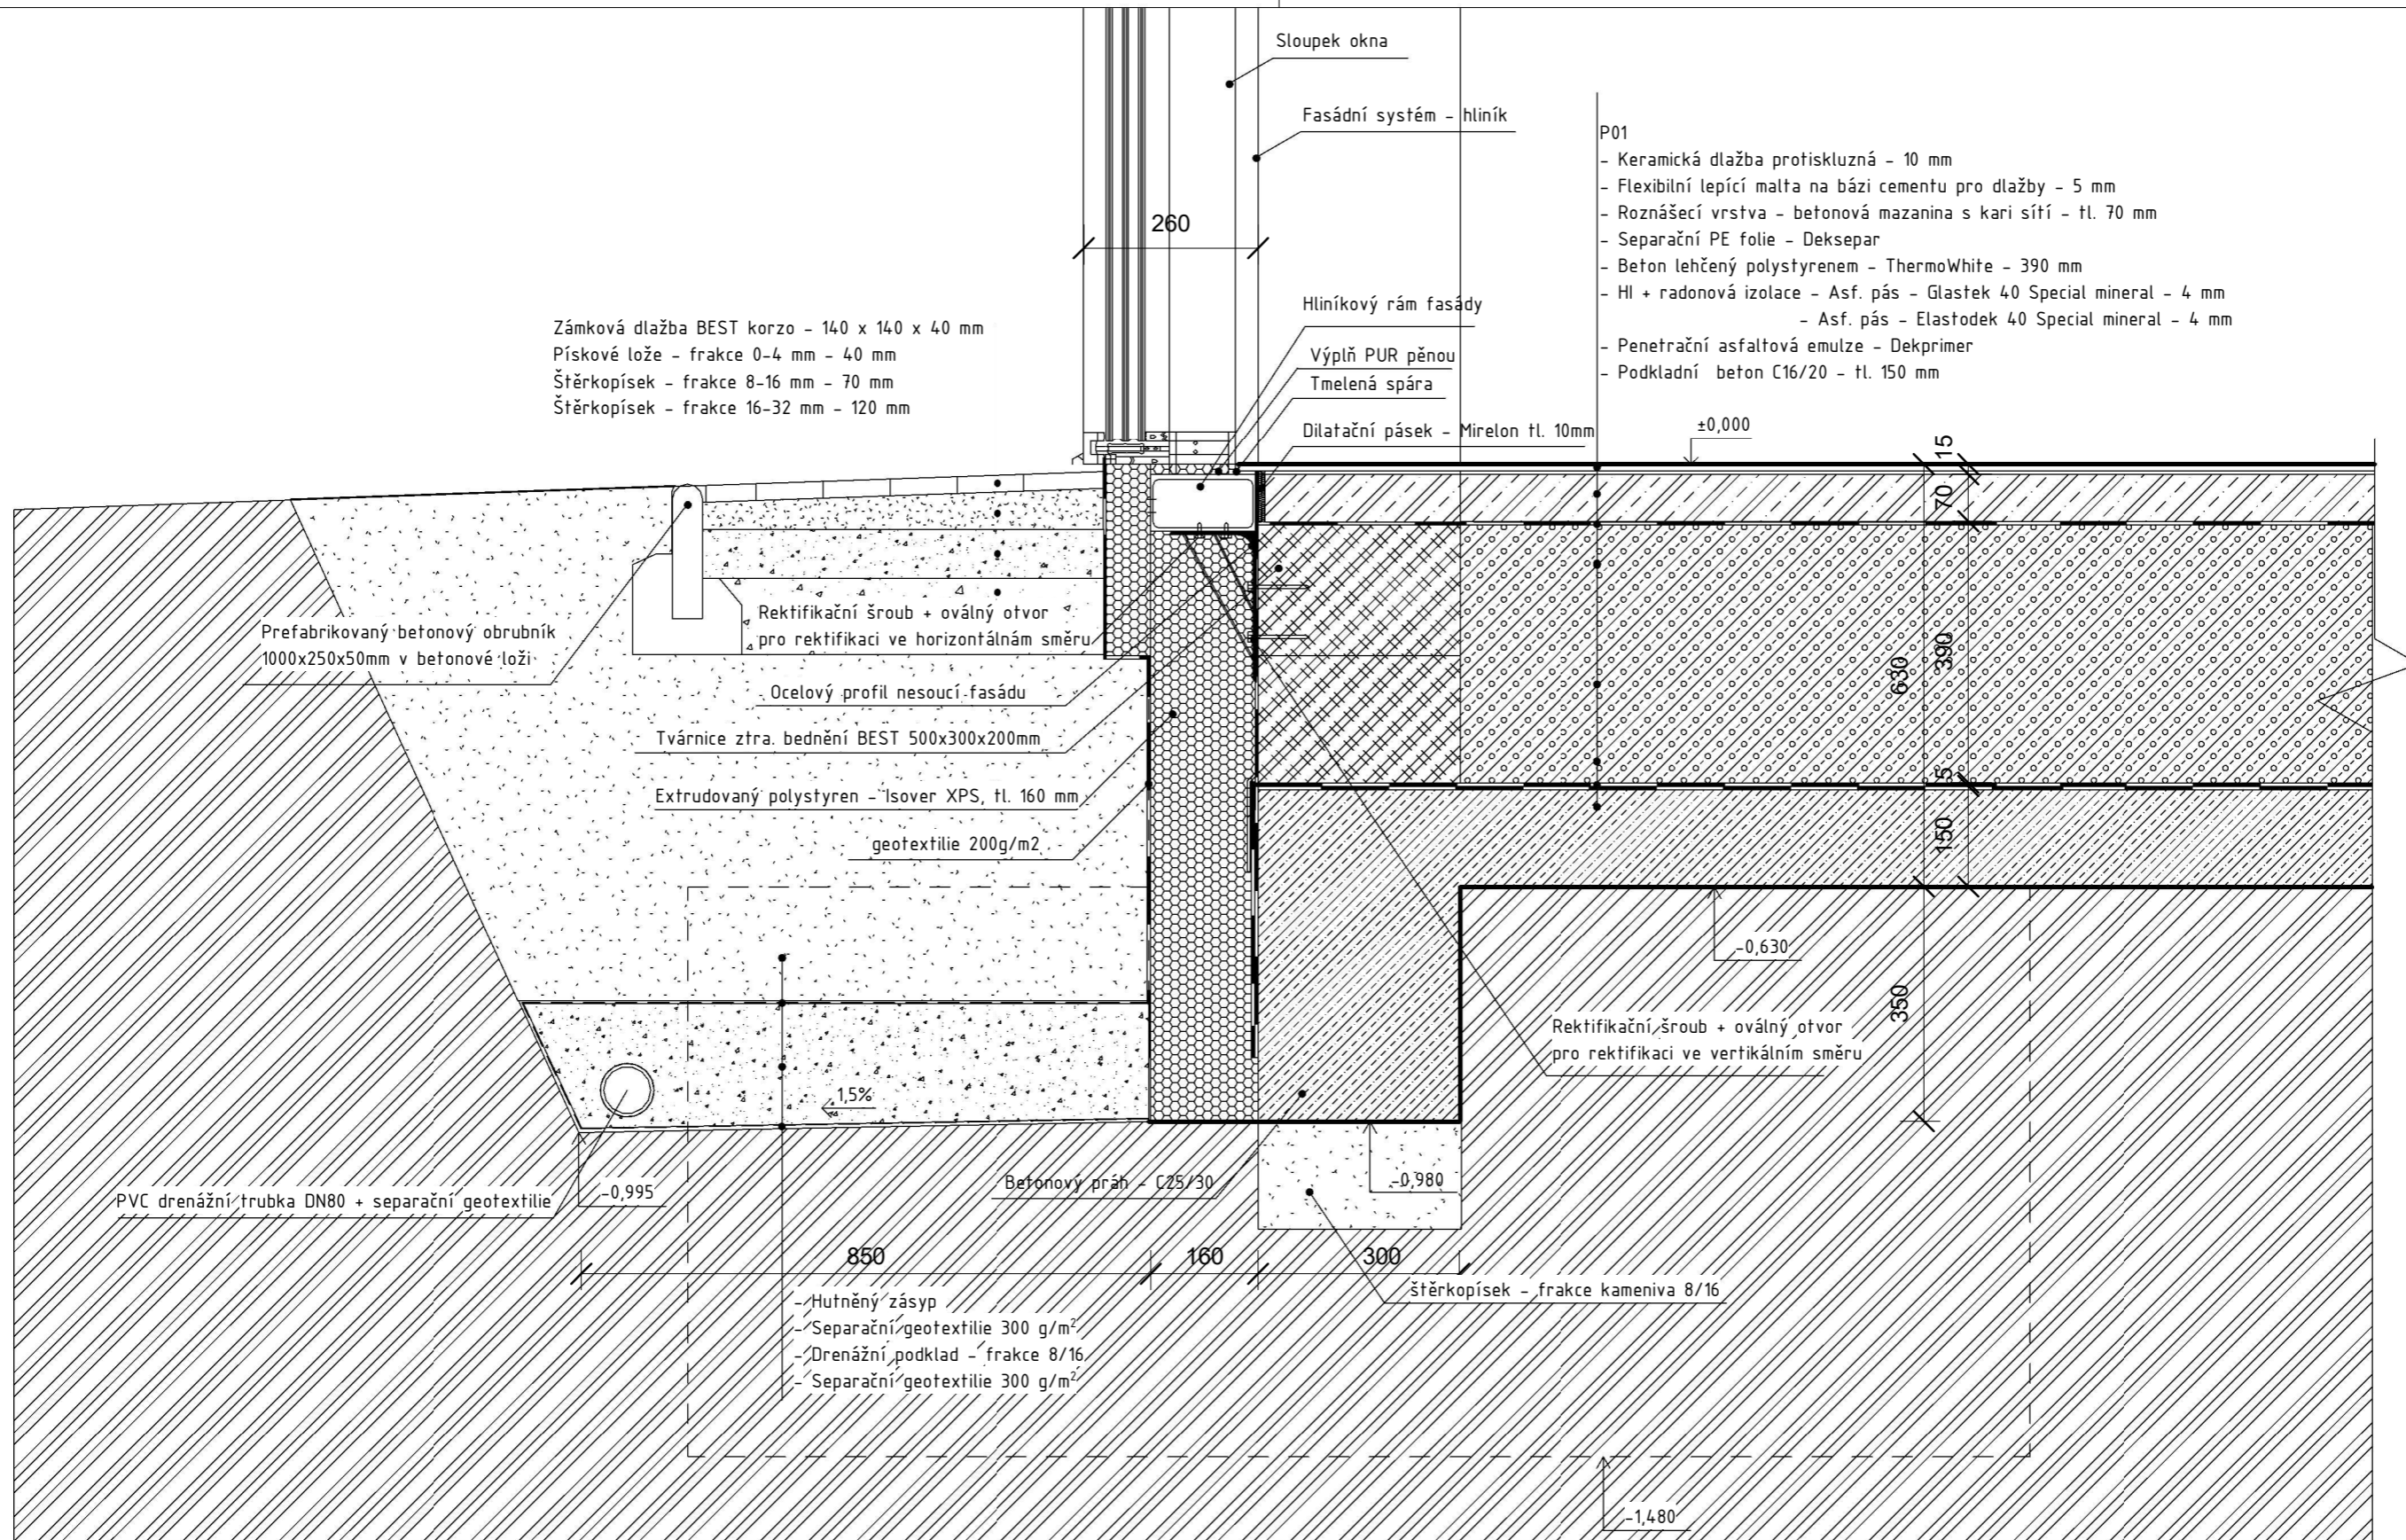 Sloupek okna
Fasádní systém - hliník
P01
- Keramická dlažba protiskluzná - 10 mm
- Flexibilní lepící malta na bázi cementu pro dlažby - 5 mm
- Roznášecí vrstva - betonová mazanina s kari sítí - tl. 70 mm
- Separační PE folie - Deksepar
- Beton lehčený polystyrenem - ThermoWhite - 390 mm
- HI + radonová izolace - Asf. pás - Glastek 40 Special mineral - 4 mm
- Asf. pás - Elastodek 40 Special mineral - 4 mm
- Penetrační asfaltová emulze - Dekprimer
- Podkladní beton C16/20 - tl. 150 mm
260
Zámková dlažba BEST korzo - 140 x 140 x 40 mm
Pískové lože - frakce 0-4 mm - 40 mm
Štěrkopísek - frakce 8-16 mm - 70 mm
Štěrkopísek - frakce 16-32 mm - 120 mm
Hliníkový rám fasády
Výplň PUR pěnou
Tmelená spára
Dilatační pásek - Mirelon tl. 10mm
±0,000
15
70
390
630
5
150
350
Prefabrikovaný betonový obrubník
1000x250x50mm v betonové loži
Rektifikační šroub + oválný otvor
pro rektifikaci ve horizontálnám směru
Ocelový profil nesoucí fasádu
Tvárnice ztra. bednění BEST 500x300x200mm
Extrudovaný polystyren - Isover XPS, tl. 160 mm
geotextilie 200g/m2
-0,630
Rektifikační šroub + oválný otvor
pro rektifikaci ve vertikálním směru
1,5%
PVC drenážní trubka DN80 + separační geotextilie
-0,995
Betonový práh - C25/30
-0,980
850
160
300
štěrkopísek - frakce kameniva 8/16
- Hutněný zásyp
- Separační geotextilie 300 g/m²
- Drenážní podklad - frakce 8/16
- Separační geotextilie 300 g/m²
-1,480